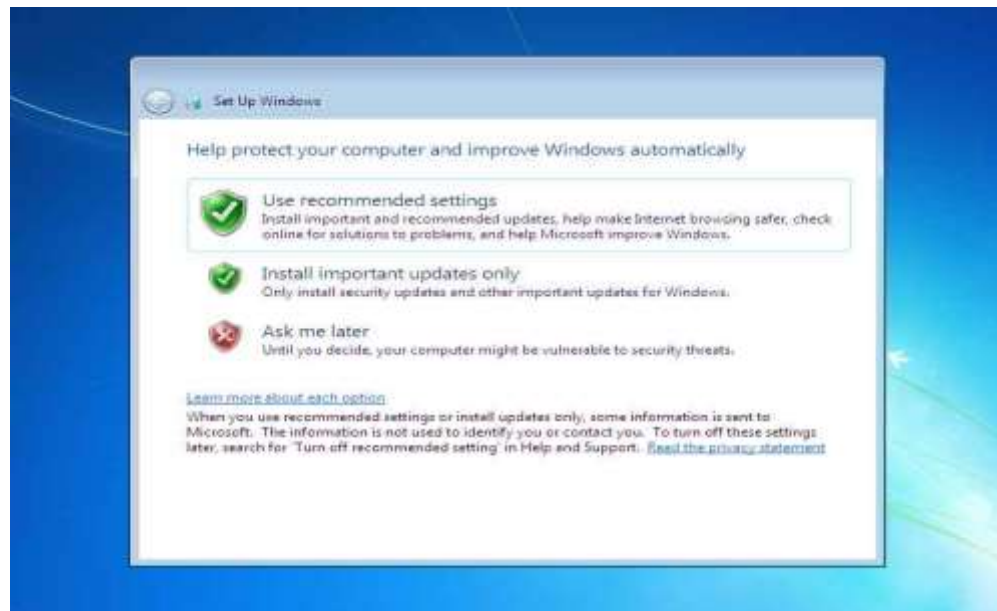 Set Up Windows
Help protect your computer and improve Windows automatically
Use recommended settings
Install important and recommended updates, help make Internet browsing safer, check
online for solutions to problems, and help Microsoft improve Windows.
Install important updates only
Only install security updates and other important updates for Windows.
Ask me later
Until you decide, your computer might be vulnerable to security threats.
Learn more about each option
When you use recommended settings or install updates only, some information is sent to
Microsoft. The information is not used to identify you or contact you. To turn off these settings
later, search for 'Turn off recommended setting' in Help and Support. Read the privacy statement